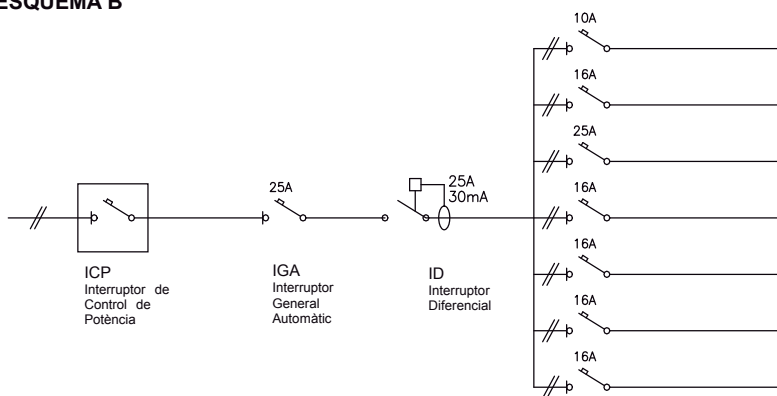 ESQUEMA B
10A
16A
25A
16A
16A
16A
16A
25A
25A
30mA
ICP
Interruptor de
Control de
Potència
IGA
Interruptor
General
Automàtic
ID
Interruptor
Diferencial